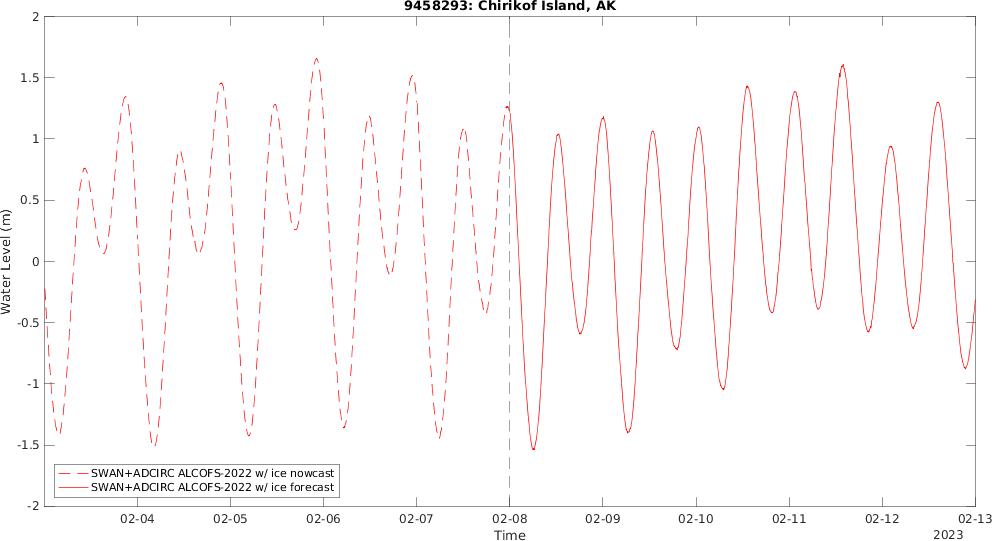 9458293: Chirikof Island, AK
2
1.5
1
0.5
0
-0.5
-1
-1.5
-2
Water Level (m)
SWAN+ADCIRC ALCOFS-2022 w/ ice nowcast
SWAN+ADCIRC ALCOFS-2022 w/ ice forecast
02-04 02-05 02-06 02-07 02-08 02-09 02-10 02-11 02-12 02-13
Time
2023